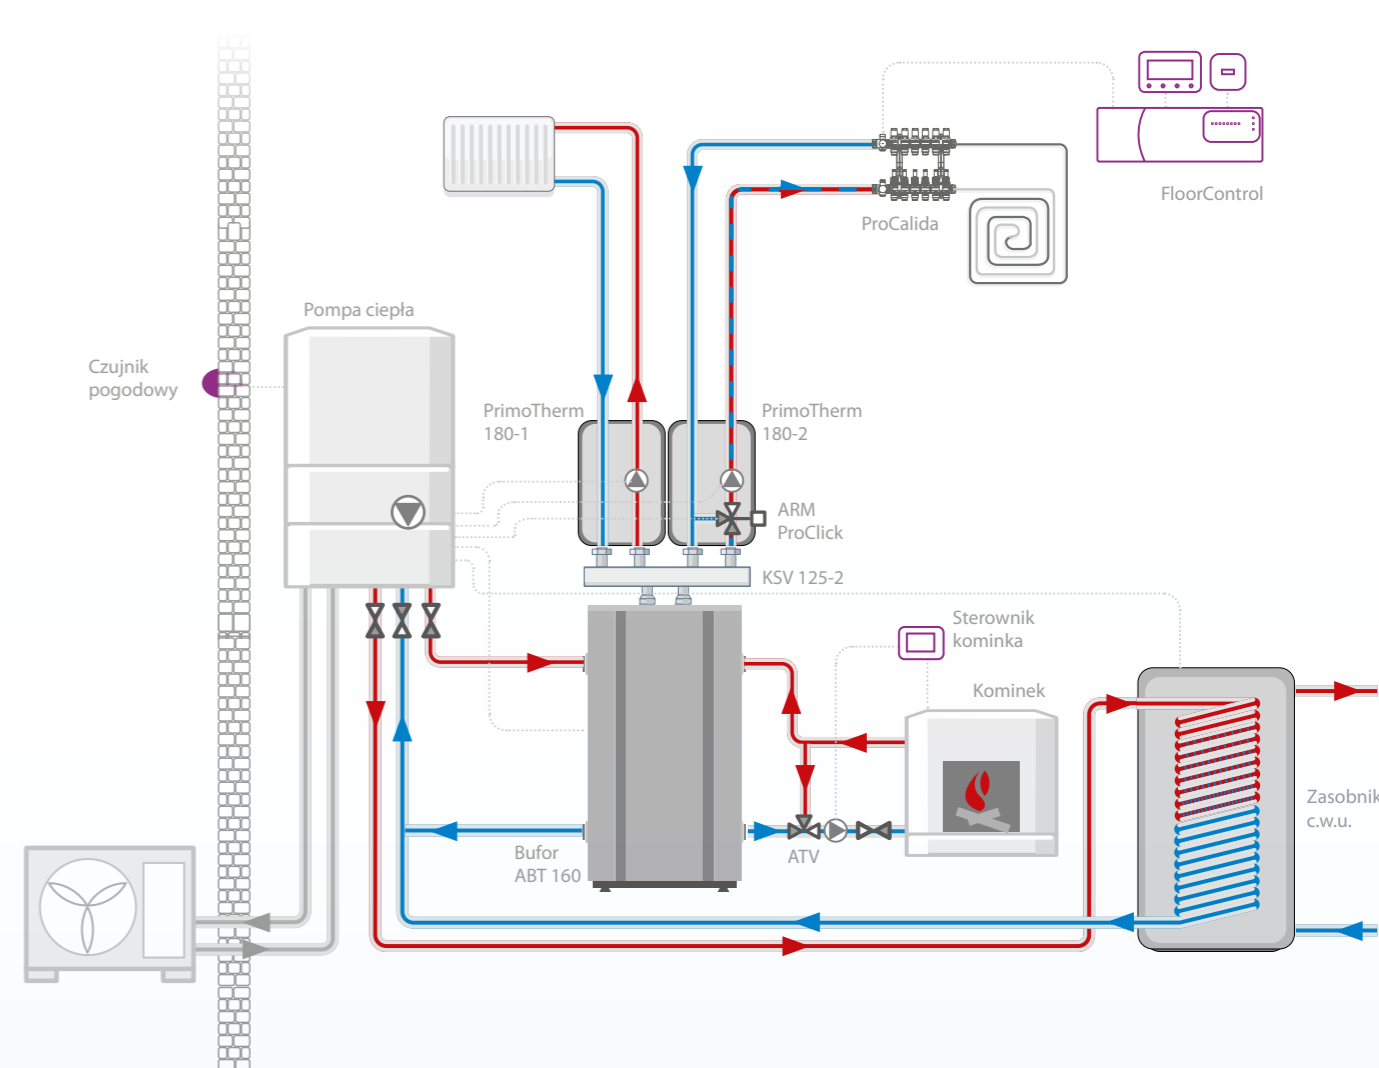 FloorControl
ProCalida
Pompa ciepła
Czujnik
pogodowy
PrimoTherm
180-1
PrimoTherm
180-2
ARM
ProClick
KSV 125-2
Sterownik
kominka
Kominek
Zasobnik
c.w.u.
Bufor
ABT 160
ATV